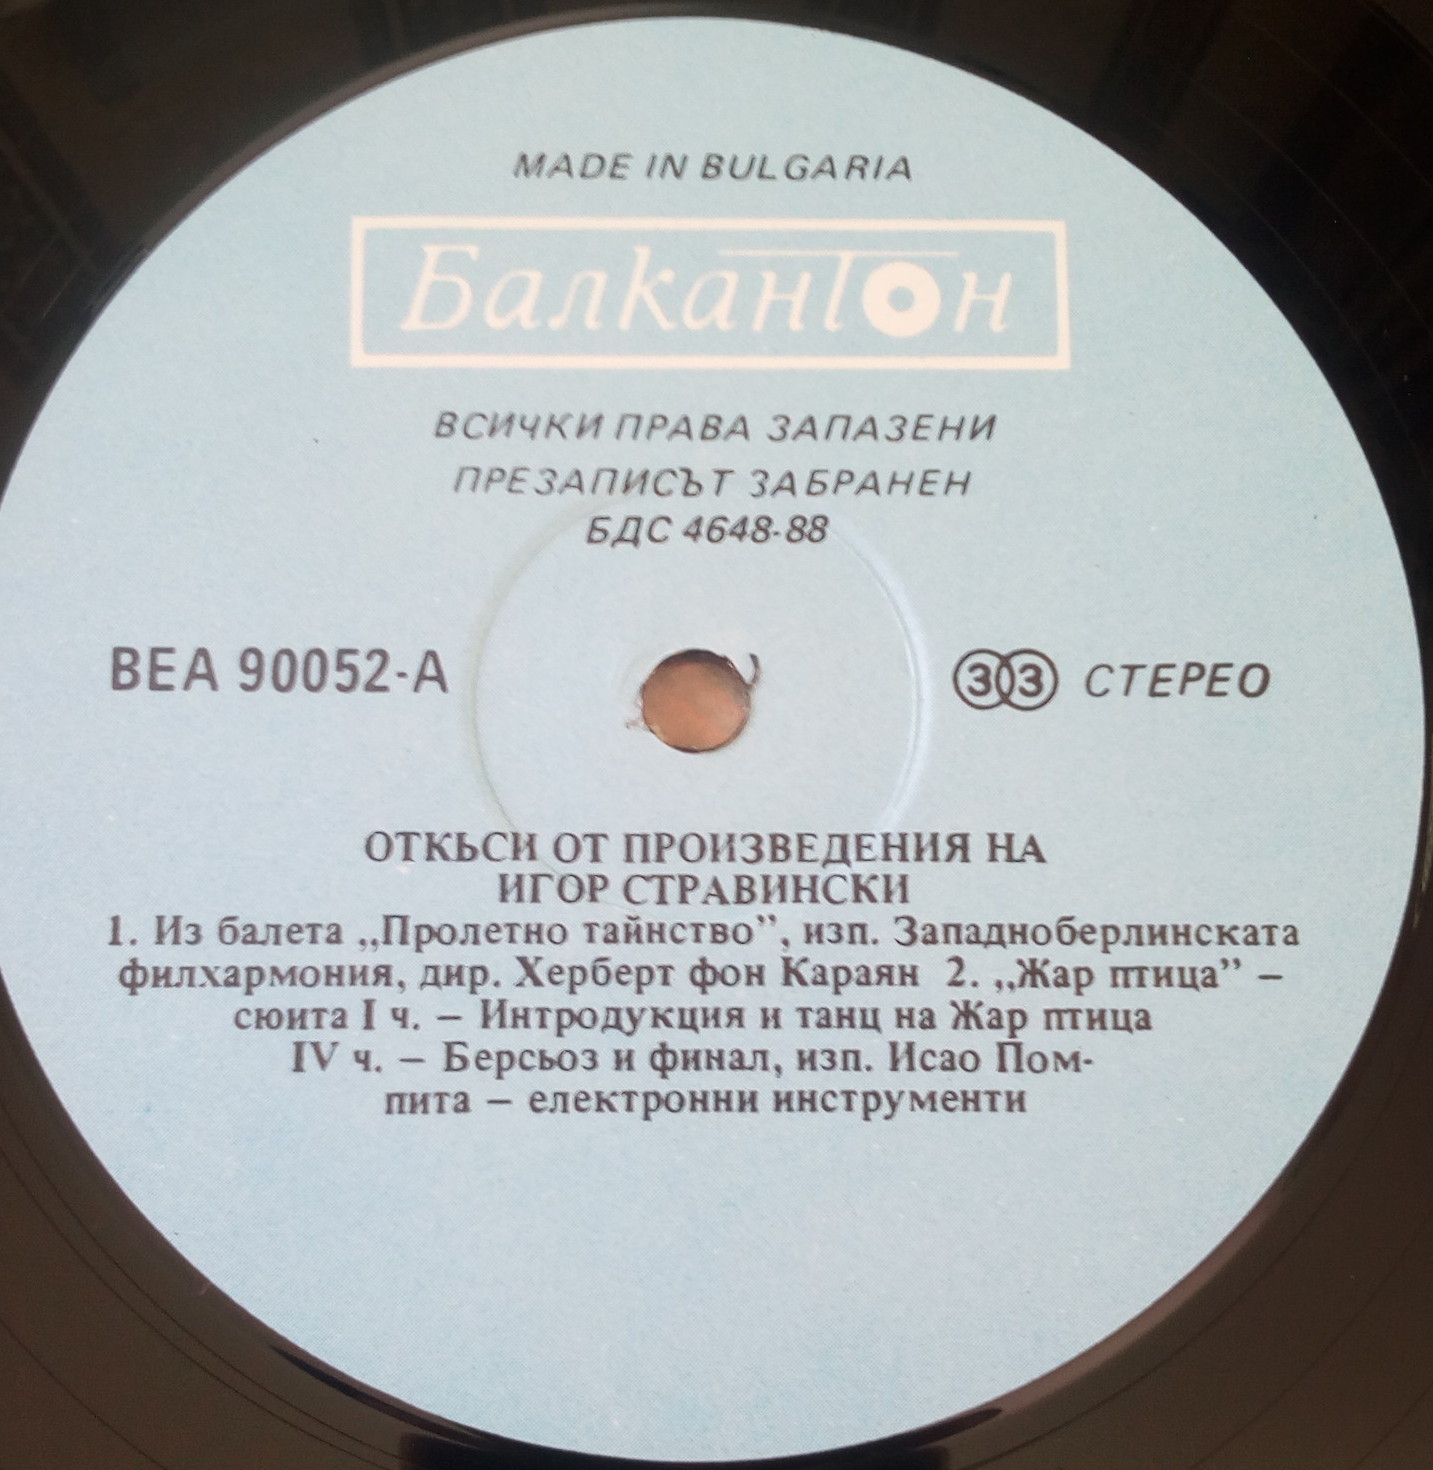 MADE IN BULGARIA
Балкантон
ВСИЧКИ ПРАВА ЗАПАЗЕНИ
ПРЕЗАПИСЪТ ЗАБРАНЕН
БДС 4648-88
ВЕА 90052-А
33 СТЕРЕО
ОТКЪСИ ОТ ПРОИЗВЕДЕНИЯ НА
ИГОР СТРАВИНСКИ
1. Из балета „Пролетно тайнство”, изп. Западноберлинската
филхармония, дир. Херберт фон Караян 2. „Жар птица” –
сюита I ч. – Интродукция и танц на Жар птица
IV ч. – Берсьоз и финал, изп. Исао Пом-
пита – електронни инструменти